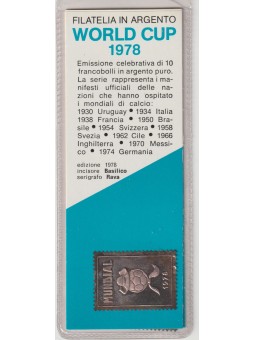 FILATELIA IN ARGENTO
WORLD CUP
1978
Emissione celebrativa di 10
francobolli in argento puro.
La serie rappresenta i ma-
nifesti ufficiali delle na-
zioni che hanno ospitato
i mondiali di calcio:
1930 Uruguay • 1934 Italia
1938 Francia • 1950 Bra-
sile • 1954 Svizzera • 1958
Svezia • 1962 Cile • 1966
Inghilterra • 1970 Messi-
co • 1974 Germania
edizione 1978
incisore Basilico
serigrafo Rava
MUNDIAL
1978